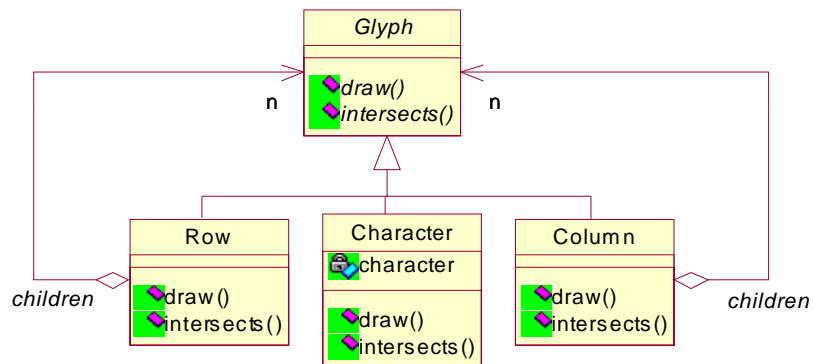 Glyph
draw()
intersects()
n
n
Row
draw()
intersects()
children
Character
character
draw()
intersects()
Column
draw()
intersects()
children